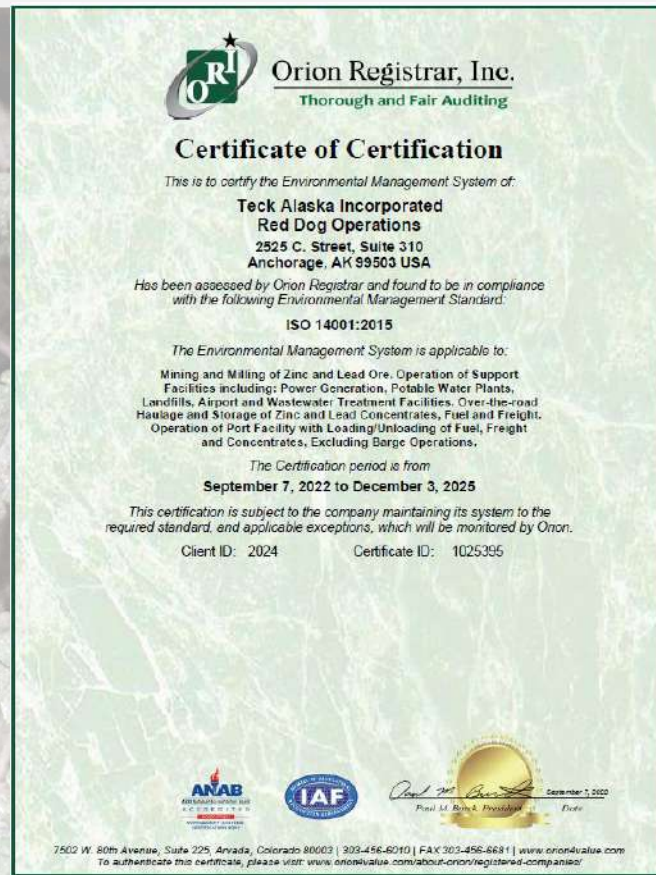 ORI
Orion Registrar, Inc.
Thorough and Fair Auditing
Certificate of Certification
This is to certify the Environmental Management System of:
Teck Alaska Incorporated
Red Dog Operations
2525 C. Street, Suite 310
Anchorage, AK 99503 USA
Has been assessed by Orion Registrar and found to be in compliance
with the following Environmental Management Standard:
ISO 14001:2015
The Environmental Management System is applicable to:
Mining and Milling of Zinc and Lead Ore. Operation of Support
Facilities including: Power Generation, Potable Water Plants,
Landfills, Airport and Wastewater Treatment Facilities. Over-the-road
Haulage and Storage of Zinc and Lead Concentrates, Fuel and Freight.
Operation of Port Facility with Loading/Unloading of Fuel, Freight
and Concentrates, Excluding Barge Operations.
The Certification period is from
September 7, 2022 to December 3, 2025
This certification is subject to the company maintaining its system to the
required standard, and applicable exceptions, which will be monitored by Orion.
Client ID: 2024 Certificate ID: 1025395
ANAB
ACCREDITED
IAF
Paul M. President
September 7,
Date
7502 W. 80th Avenue, Suite 225, Arvada, Colorado 80003 | 303-456-6010 | FAX 303-456-6681 | www.orion4value.com
To authenticate this certificate, please visit: www.orion4value.com/about-orion/registered-companies/